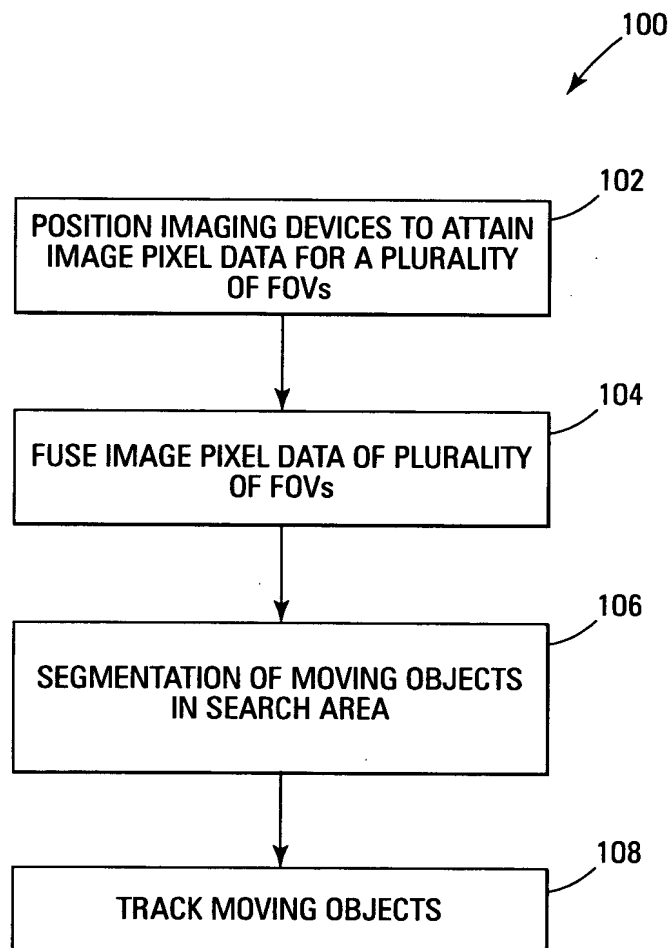 100
102
POSITION IMAGING DEVICES TO ATTAIN
IMAGE PIXEL DATA FOR A PLURALITY
OF FOVs
104
FUSE IMAGE PIXEL DATA OF PLURALITY
OF FOVs
106
SEGMENTATION OF MOVING OBJECTS
IN SEARCH AREA
108
TRACK MOVING OBJECTS